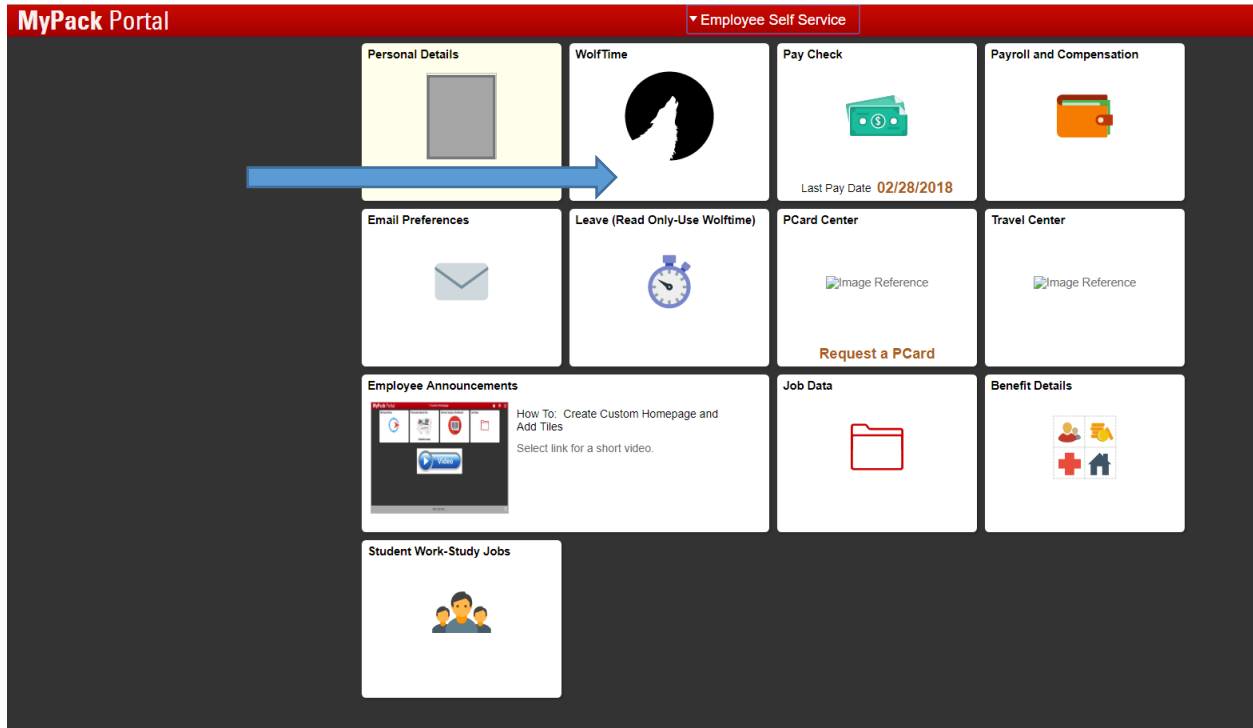 MyPack Portal
Employee Self Service
Personal Details
WolfTime
Pay Check
Payroll and Compensation
Last Pay Date 02/28/2018
Email Preferences
Leave (Read Only-Use Wolftime)
PCard Center
Travel Center
Image Reference
Image Reference
Request a PCard
Employee Announcements
Job Data
Benefit Details
MyPack Portal
How To: Create Custom Homepage and
Add Tiles
Video
Select link for a short video.
Student Work-Study Jobs